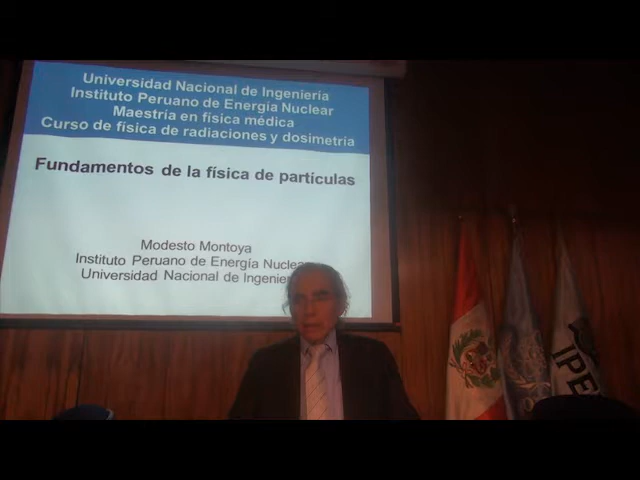 Universidad Nacional de Ingeniería
Instituto Peruano de Energía Nuclear
Maestría en física médica
Curso de física de radiaciones y dosimetría
Fundamentos de la física de partículas
Modesto Montoya
Instituto Peruano de Energía Nuclear
Universidad Nacional de Ingenier
IPE